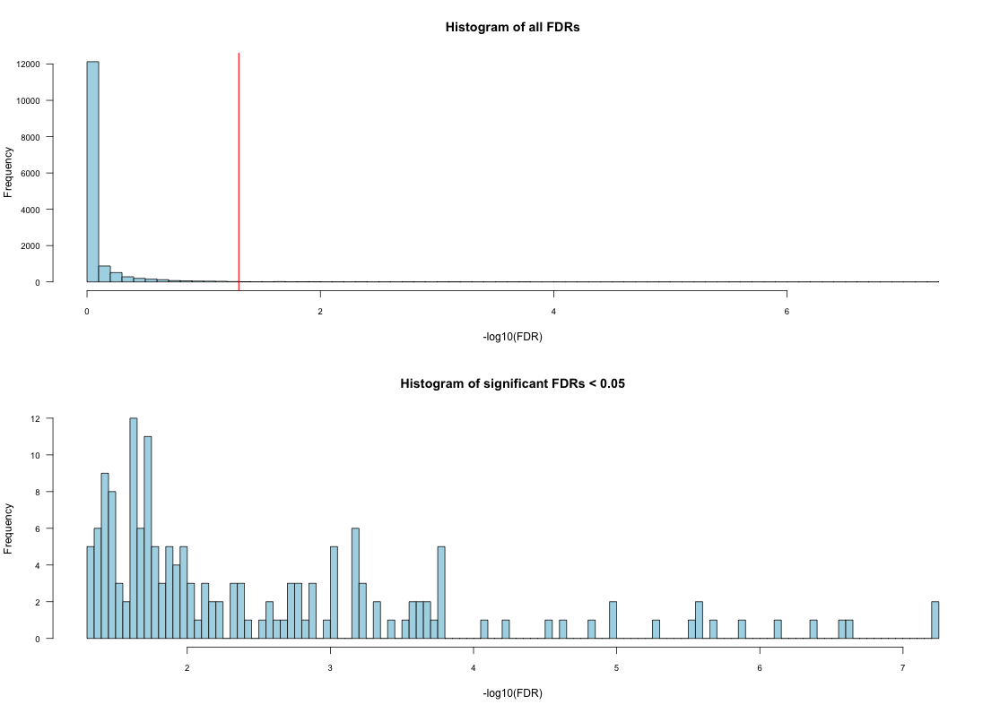 Histogram of all FDRs
12000
10000
8000
6000
4000
2000
0
Frequency
0 2 4 6
-log10(FDR)
Histogram of significant FDRs < 0.05
12
10
8
6
4
2
0
Frequency
2 3 4 5 6 7
-log10(FDR)